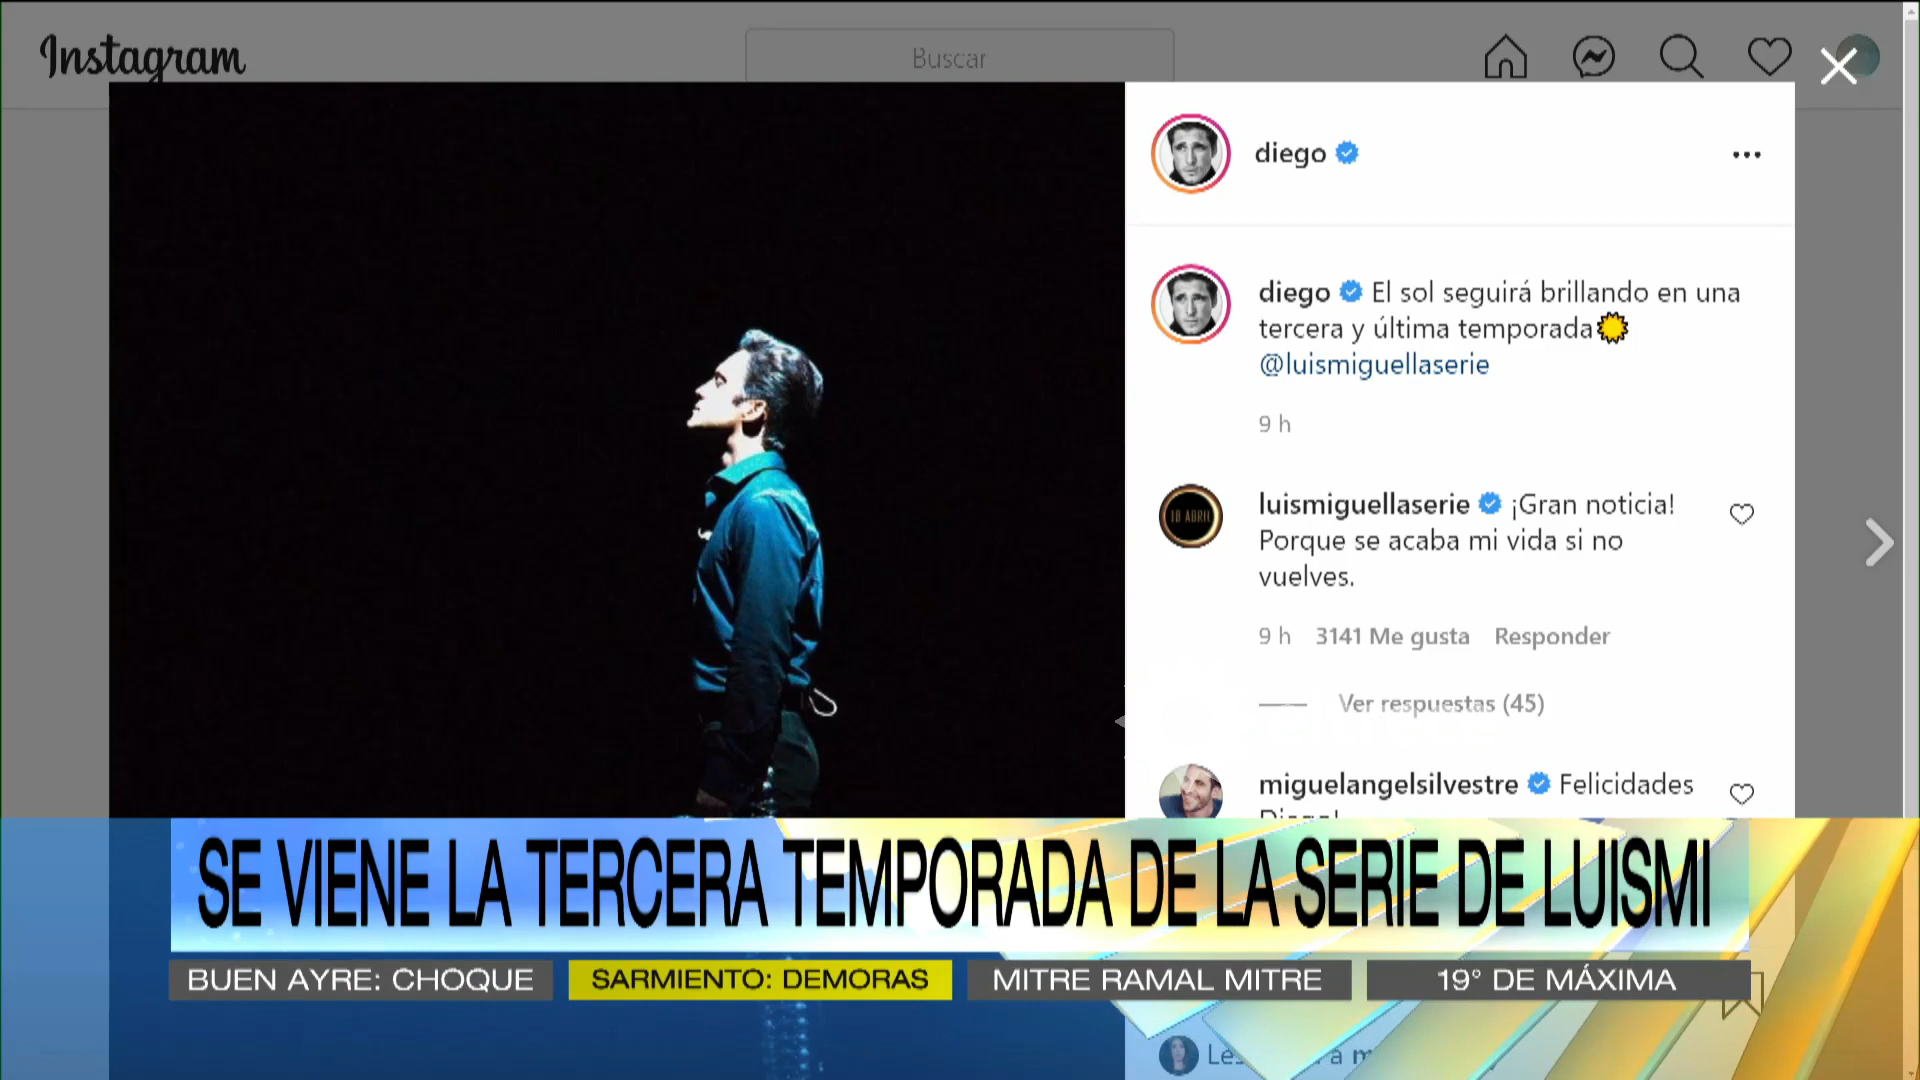 Instagram
Buscar
diego
diego El sol seguirá brillando en una
tercera y última temporada
@luismiguellaserie
9 h
18 ABRIL
luismiguellaserie ¡Gran noticia!
Porque se acaba mi vida si no
vuelves.
9 h 3141 Me gusta Responder
Ver respuestas (45)
miguelangelsilvestre Felicidades
SE VIENE LA TERCERA TEMPORADA DE LA SERIE DE LUISMI
BUEN AYRE: CHOQUE
SARMIENTO: DEMORAS
MITRE RAMAL MITRE
19° DE MÁXIMA